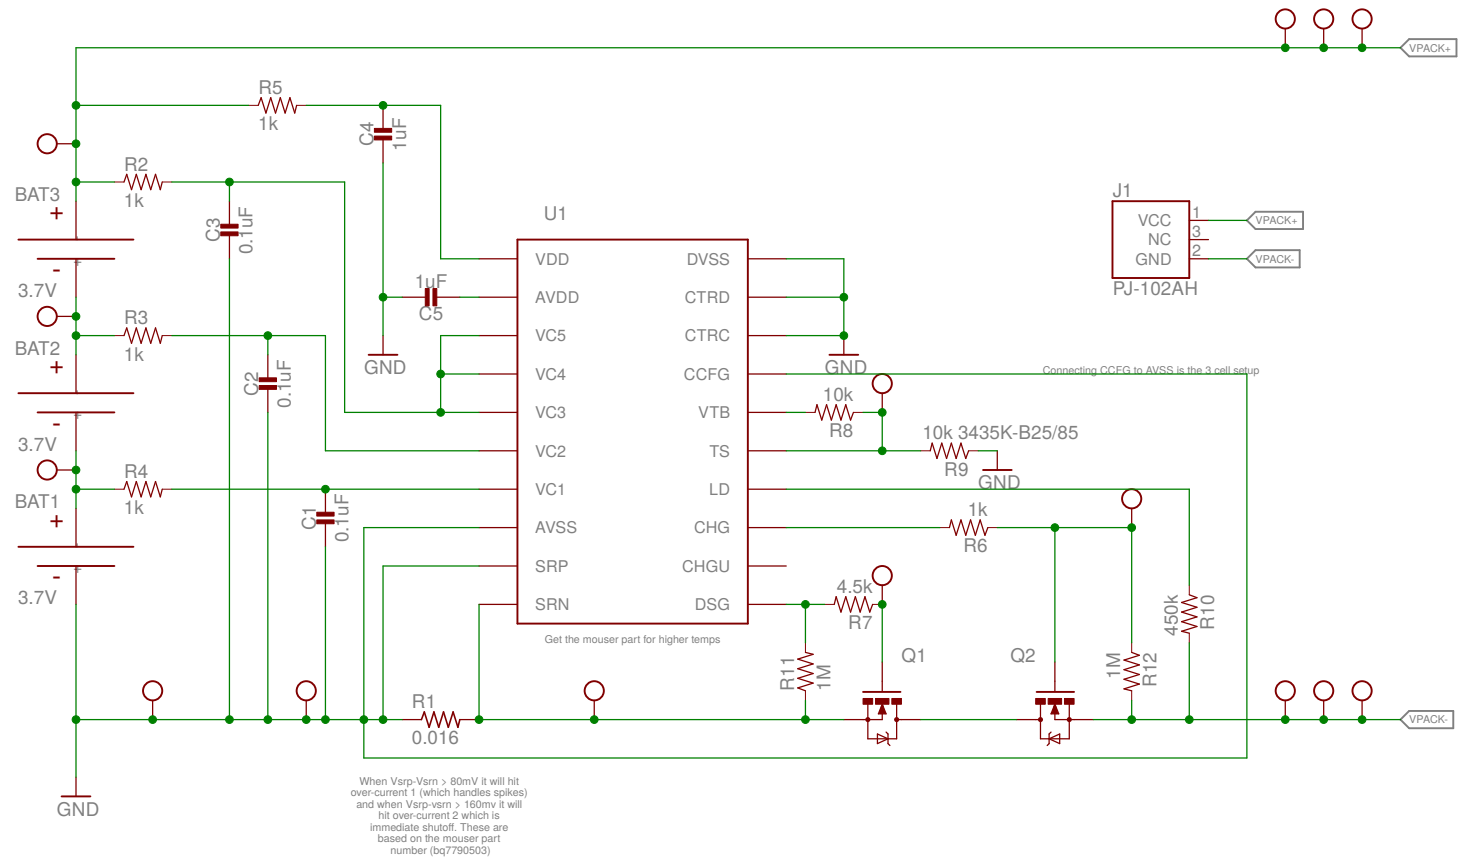 VPACK+
R5
1k
C4
1uF
R2
1k
BAT3
+
C3
0.1uF
-
3.7V
U1
J1
VCC
1
VPACK+
NC
3
GND
2
VPACK-
PJ-102AH
VDD
DVSS
1uF
C5
AVDD
CTRD
R3
1k
VC5
CTRC
GND
GND
BAT2
+
C2
0.1uF
-
3.7V
VC4
CCFG
Connecting CCFG to AVSS is the 3 cell setup
VC3
VTB
10k
R8
VC2
TS
10k 3435K-B25/85
R9
GND
R4
1k
VC1
LD
BAT1
+
C1
0.1uF
-
3.7V
AVSS
CHG
1k
R6
SRP
CHGU
SRN
DSG
4.5k
R7
450k
R10
Get the mouser part for higher temps
R11
1M
Q1
Q2
1M
R12
R1
0.016
VPACK-
GND
When Vsrp-Vsrn > 80mV it will hit
over-current 1 (which handles spikes)
and when Vsrp-vsrn > 160mv it will
hit over-current 2 which is
immediate shutoff. These are
based on the mouser part
number (bq7790503)